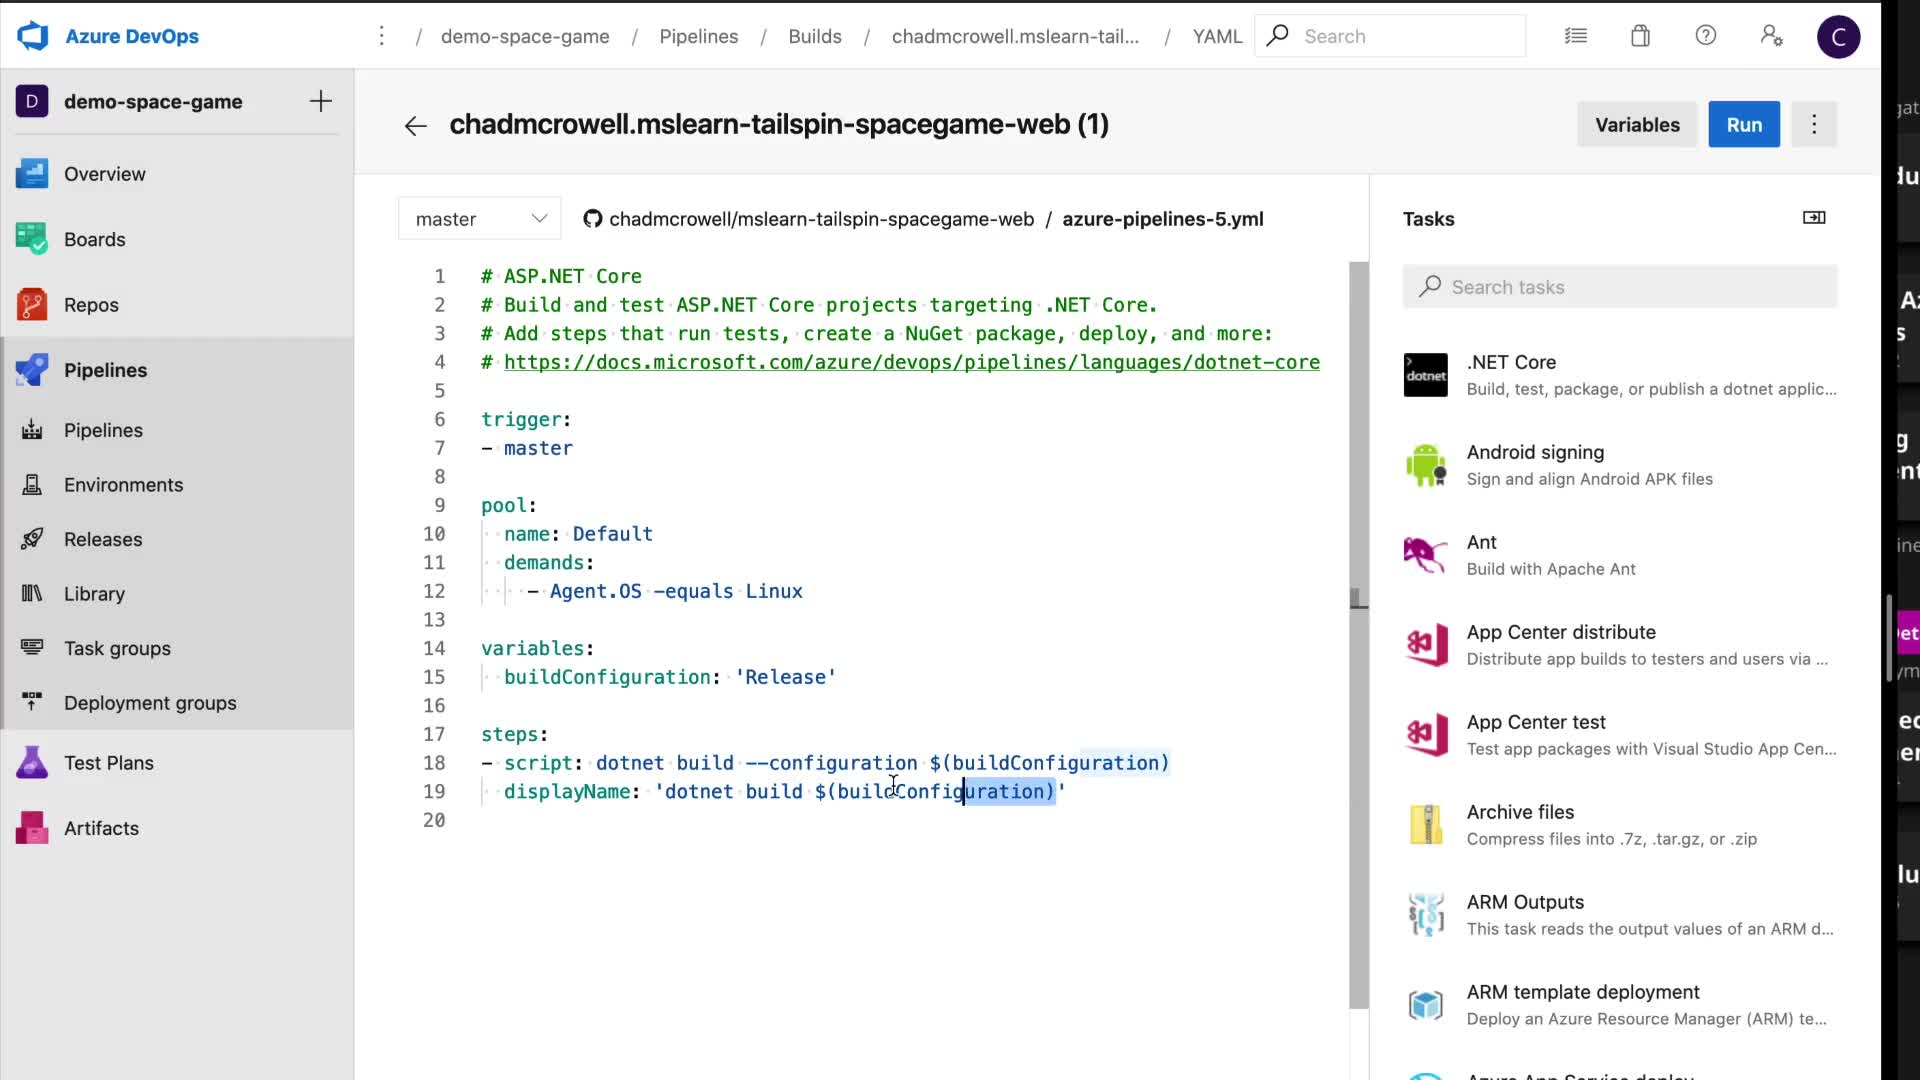 Azure DevOps
/ demo-space-game / Pipelines / Builds / chadmcrowell.mslearn-tail... / YAML
Search
C
D demo-space-game
Overview
Boards
Repos
Pipelines
Pipelines
Environments
Releases
Library
Task groups
Deployment groups
Test Plans
Artifacts
chadmcrowell.mslearn-tailspin-spacegame-web (1)
Variables
Run
master
chadmcrowell/mslearn-tailspin-spacegame-web / azure-pipelines-5.yml
1 # ASP.NET Core
2 # Build and test ASP.NET Core projects targeting .NET Core.
3 # Add steps that run tests, create a NuGet package, deploy, and more:
4 # https://docs.microsoft.com/azure/devops/pipelines/languages/dotnet-core
5
6 trigger:
7 - master
8
9 pool:
10 name: Default
11 demands:
12 - Agent.OS -equals Linux
13
14 variables:
15 buildConfiguration: 'Release'
16
17 steps:
18 - script: dotnet build --configuration $(buildConfiguration)
19 displayName: 'dotnet build $(buildConfiguration)'
20
Tasks
Search tasks
dotnet
.NET Core
Build, test, package, or publish a dotnet applic...
Android signing
Sign and align Android APK files
Ant
Build with Apache Ant
App Center distribute
Distribute app builds to testers and users via ...
App Center test
Test app packages with Visual Studio App Cen...
Archive files
Compress files into .7z, .tar.gz, or .zip
ARM Outputs
This task reads the output values of an ARM d...
ARM template deployment
Deploy an Azure Resource Manager (ARM) te...
Azure App Service deploy